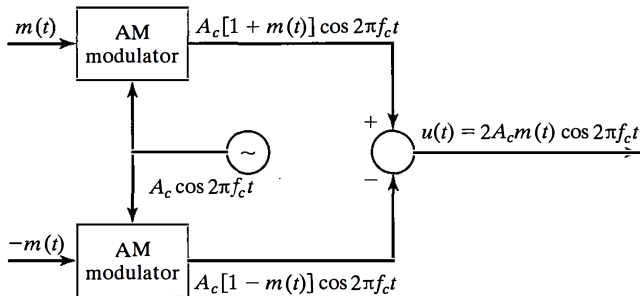 m(t)
AM
modulator
A_c[1 + m(t)] cos 2πf_ct
+
u(t) = 2A_cm(t) cos 2πf_ct
~
−
A_c cos 2πf_ct
−m(t)
AM
modulator
A_c[1 − m(t)] cos 2πf_ct